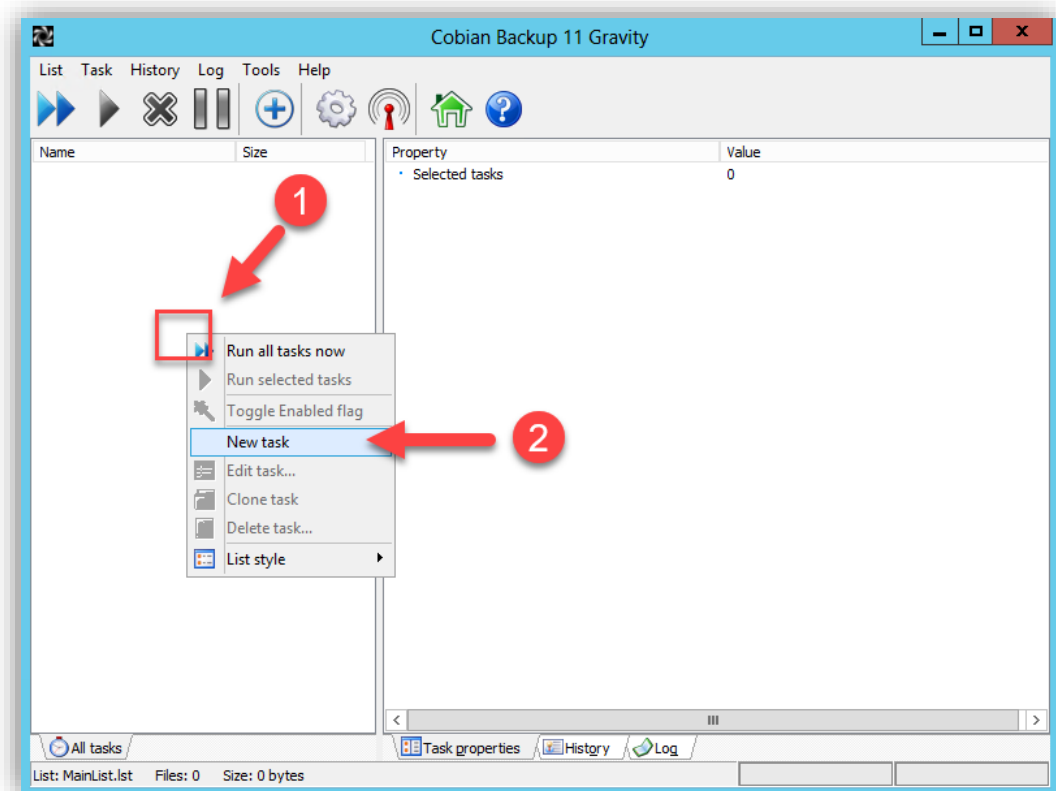 Cobian Backup 11 Gravity
List Task History Log Tools Help
Name Size
Property Value
Selected tasks 0
1
Run all tasks now
Run selected tasks
Toggle Enabled flag
New task
2
Edit task...
Clone task
Delete task...
List style
All tasks
Task properties History Log
List: MainList.lst Files: 0 Size: 0 bytes